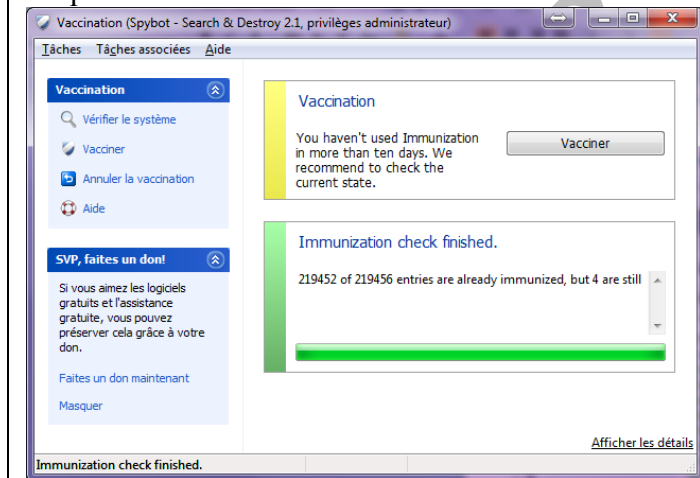 Vaccination (Spybot - Search & Destroy 2.1, privilèges administrateur)
Tâches Tâches associées Aide
Vaccination
Vérifier le système
Vacciner
Annuler la vaccination
Aide
SVP, faites un don!
Si vous aimez les logiciels
gratuits et l'assistance
gratuite, vous pouvez
préserver cela grâce à votre
don.
Faites un don maintenant
Masquer
Vaccination
You haven't used Immunization
in more than ten days. We
recommend to check the
current state.
Vacciner
Immunization check finished.
219452 of 219456 entries are already immunized, but 4 are still
Afficher les détails
Immunization check finished.